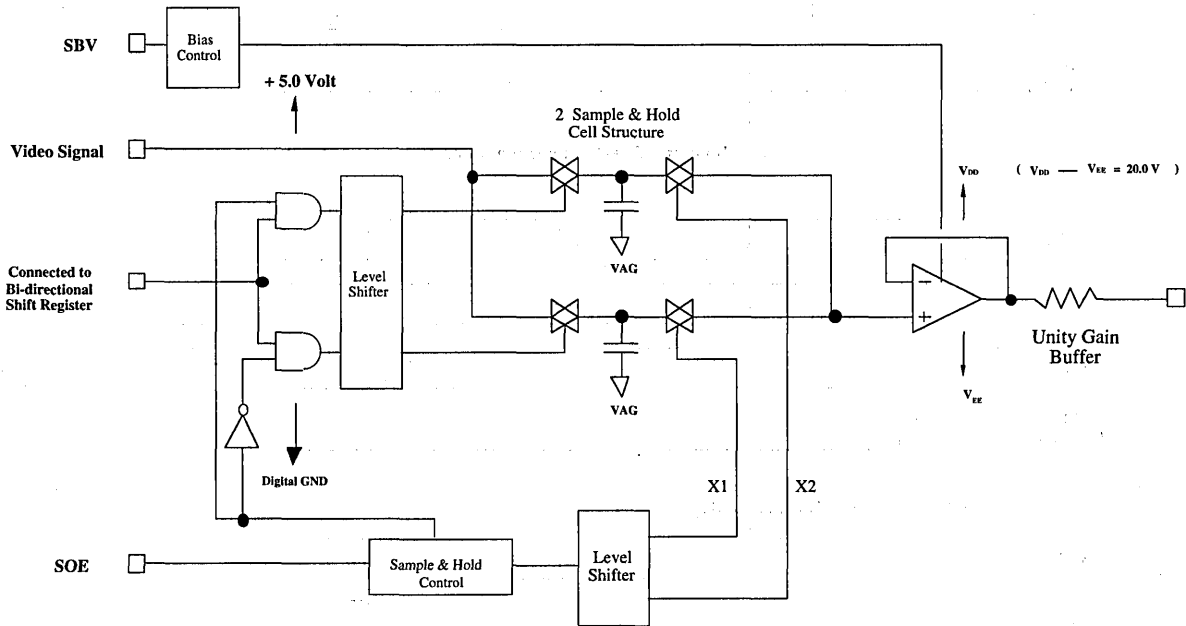 SBV
Bias
Control
+ 5.0 Volt
2 Sample & Hold
Cell Structure
Video Signal
VDD ( VDD — VEE = 20.0 V )
VAG
Connected to
Bi-directional
Shift Register
Level
Shifter
−
+
Unity Gain
Buffer
VAG
VEE
Digital GND
X1 X2
SOE
Sample & Hold
Control
Level
Shifter